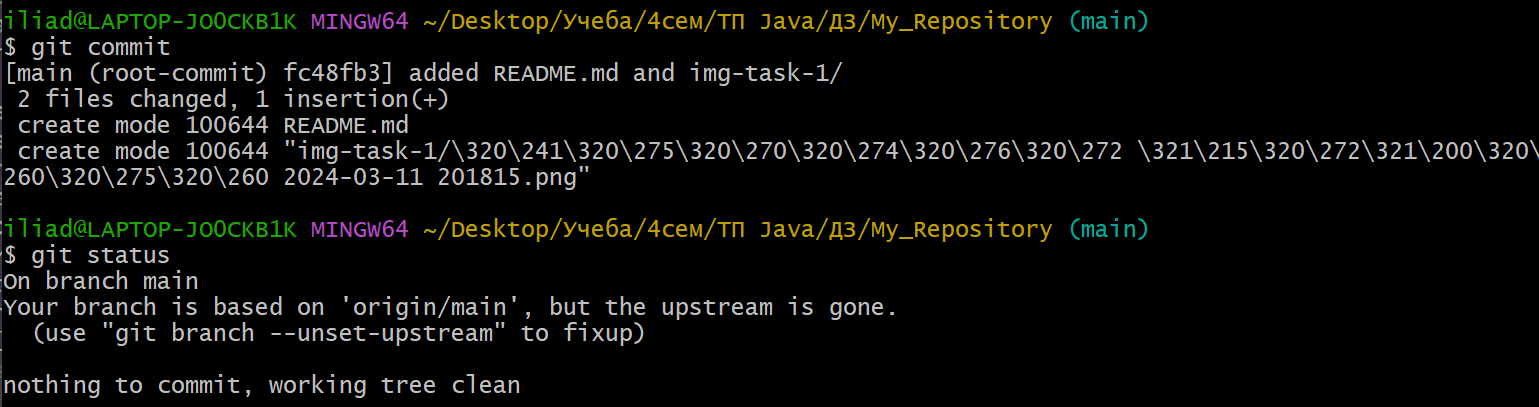 iliad@LAPTOP-JO0CKB1K MINGW64 ~/Desktop/Учеба/4сем/ТП Java/ДЗ/My_Repository (main)
$ git commit
[main (root-commit) fc48fb3] added README.md and img-task-1/
 2 files changed, 1 insertion(+)
 create mode 100644 README.md
 create mode 100644 "img-task-1/\320\241\320\275\320\270\320\274\320\276\320\272 \321\215\320\272\321\200\320\
260\320\275\320\260 2024-03-11 201815.png"
iliad@LAPTOP-JO0CKB1K MINGW64 ~/Desktop/Учеба/4сем/ТП Java/ДЗ/My_Repository (main)
$ git status
On branch main
Your branch is based on 'origin/main', but the upstream is gone.
  (use "git branch --unset-upstream" to fixup)
nothing to commit, working tree clean